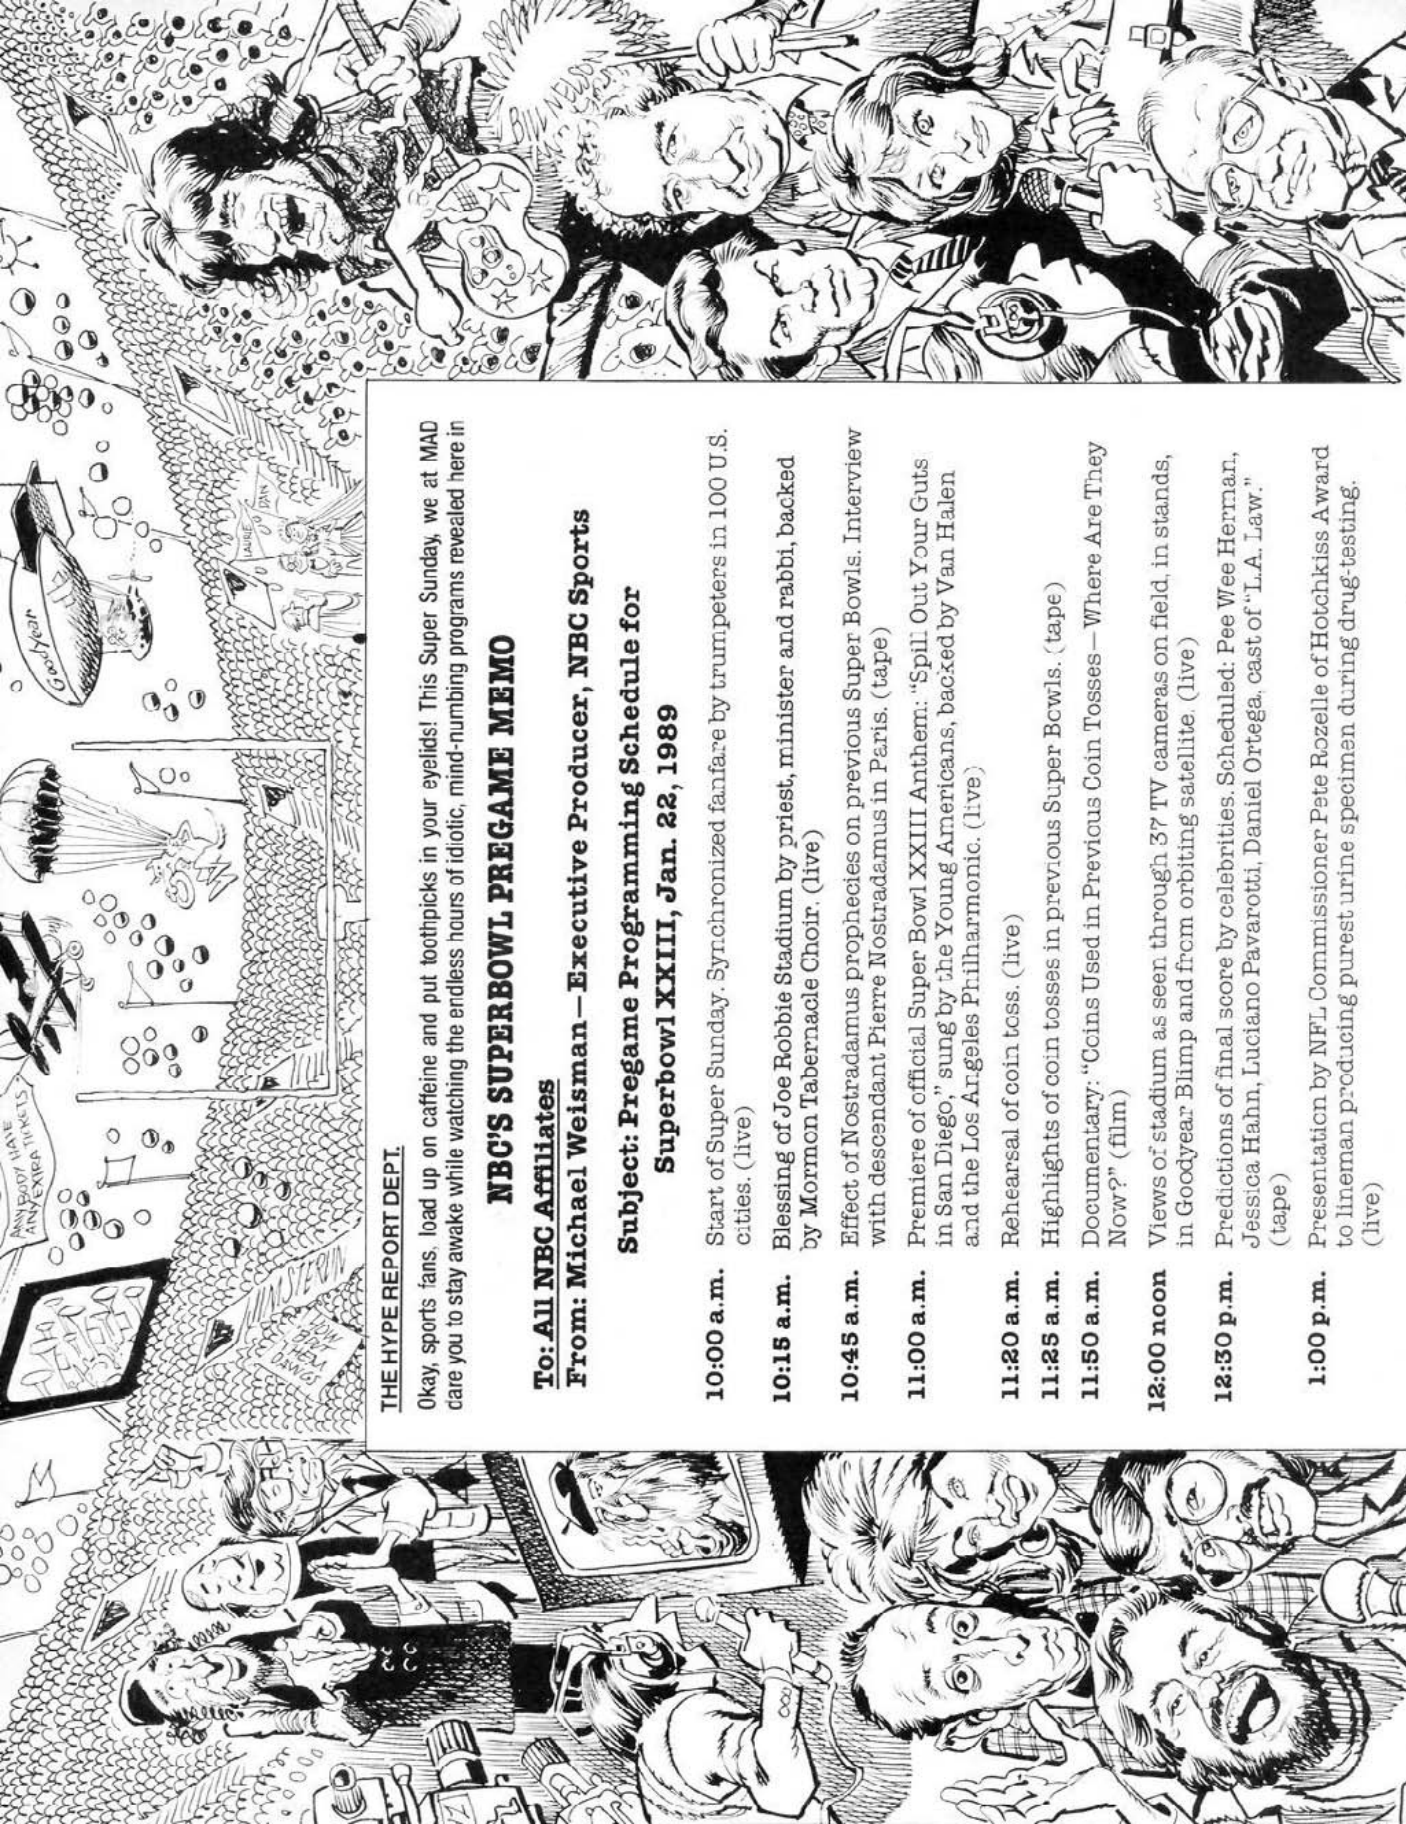 THE HYPE REPORT DEPT.
Okay, sports fans, load up on caffeine and put toothpicks in your eyelids! This Super Sunday, we at MAD
dare you to stay awake while watching the endless hours of idiotic, mind-numbing programs revealed here in
NBC'S SUPERBOWL PREGAME MEMO
To: All NBC Affiliates
From: Michael Weisman—Executive Producer, NBC Sports
Subject: Pregame Programming Schedule for
Superbowl XXIII, Jan. 22, 1989
10:00 a.m. Start of Super Sunday. Synchronized fanfare by trumpeters in 100 U.S.
cities. (live)
10:15 a.m. Blessing of Joe Robbie Stadium by priest, minister and rabbi, backed
by Mormon Tabernacle Choir. (live)
10:45 a.m. Effect of Nostradamus prophecies on previous Super Bowls. Interview
with descendant Pierre Nostradamus in Paris. (tape)
11:00 a.m. Premiere of official Super Bowl XXIII Anthem: "Spill Out Your Guts
in San Diego," sung by the Young Americans, backed by Van Halen
and the Los Angeles Philharmonic. (live)
11:20 a.m. Rehearsal of coin toss. (live)
11:25 a.m. Highlights of coin tosses in previous Super Bowls. (tape)
11:50 a.m. Documentary: "Coins Used in Previous Coin Tosses—Where Are They
Now?" (film)
12:00 noon Views of stadium as seen through 37 TV cameras on field, in stands,
in Goodyear Blimp and from orbiting satellite. (live)
12:30 p.m. Predictions of final score by celebrities. Scheduled: Pee Wee Herman,
Jessica Hahn, Luciano Pavarotti, Daniel Ortega, cast of "L.A. Law."
(tape)
1:00 p.m. Presentation by NFL Commissioner Pete Rozelle of Hotchkiss Award
to lineman producing purest urine specimen during drug-testing.
(live)
ANYBODY HAVE
ANY EXTRA TICKETS
Goodyear
LAURIE
DAN